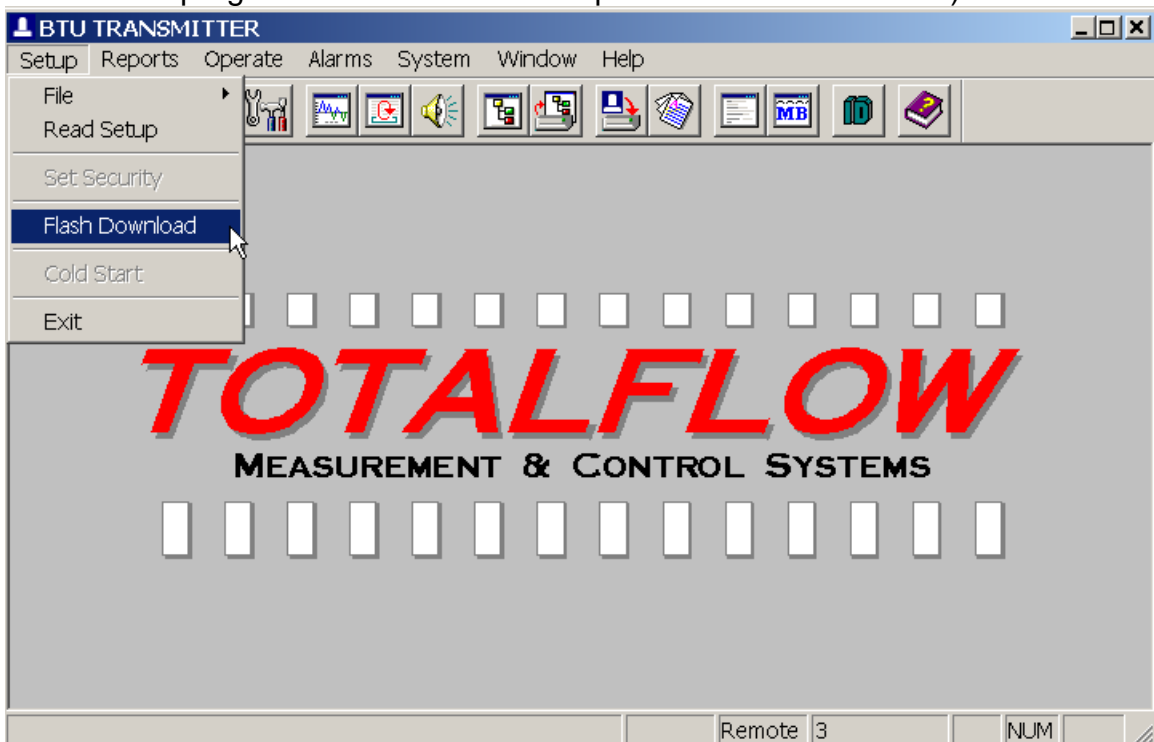 BTU TRANSMITTER
Setup Reports Operate Alarms System Window Help
File
Read Setup
Set Security
Flash Download
Cold Start
Exit
MB
TOTALFLOW
MEASUREMENT & CONTROL SYSTEMS
Remote 3 NUM